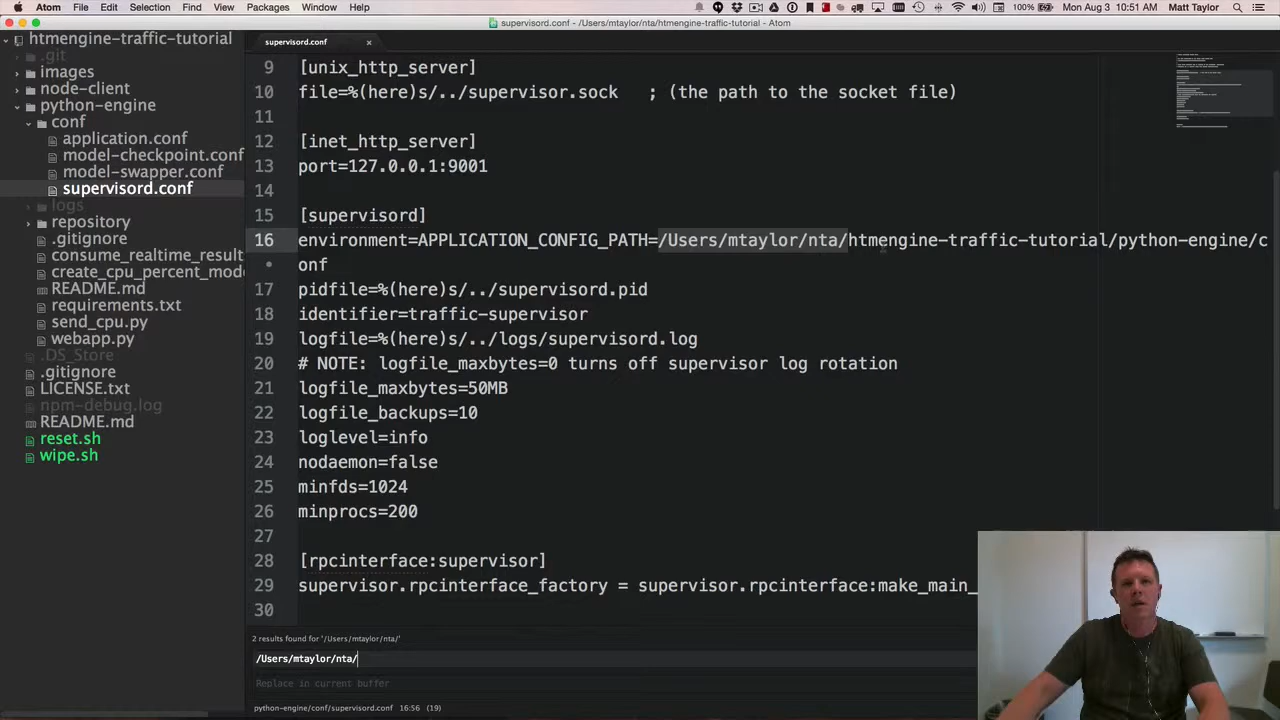 Atom File Edit Selection Find View Packages Window Help 100% Mon Aug 3 10:51 AM Matt Taylor
supervisord.conf - /Users/mtaylor/nta/htmengine-traffic-tutorial - Atom
htmengine-traffic-tutorial
.git
images
node-client
python-engine
conf
application.conf
model-checkpoint.conf
model-swapper.conf
supervisord.conf
logs
repository
.gitignore
consume_realtime_result
create_cpu_percent_mode
README.md
requirements.txt
send_cpu.py
webapp.py
.DS_Store
.gitignore
LICENSE.txt
npm-debug.log
README.md
reset.sh
wipe.sh
supervisord.conf ×
9 [unix_http_server]
10 file=%(here)s/../supervisor.sock ; (the path to the socket file)
11
12 [inet_http_server]
13 port=127.0.0.1:9001
14
15 [supervisord]
16 environment=APPLICATION_CONFIG_PATH=/Users/mtaylor/nta/htmengine-traffic-tutorial/python-engine/c
• onf
17 pidfile=%(here)s/../supervisord.pid
18 identifier=traffic-supervisor
19 logfile=%(here)s/../logs/supervisord.log
20 # NOTE: logfile_maxbytes=0 turns off supervisor log rotation
21 logfile_maxbytes=50MB
22 logfile_backups=10
23 loglevel=info
24 nodaemon=false
25 minfds=1024
26 minprocs=200
27
28 [rpcinterface:supervisor]
29 supervisor.rpcinterface_factory = supervisor.rpcinterface:make_main_
30
2 results found for '/Users/mtaylor/nta/'
/Users/mtaylor/nta/
Replace in current buffer
python-engine/conf/supervisord.conf 16:56 (19)